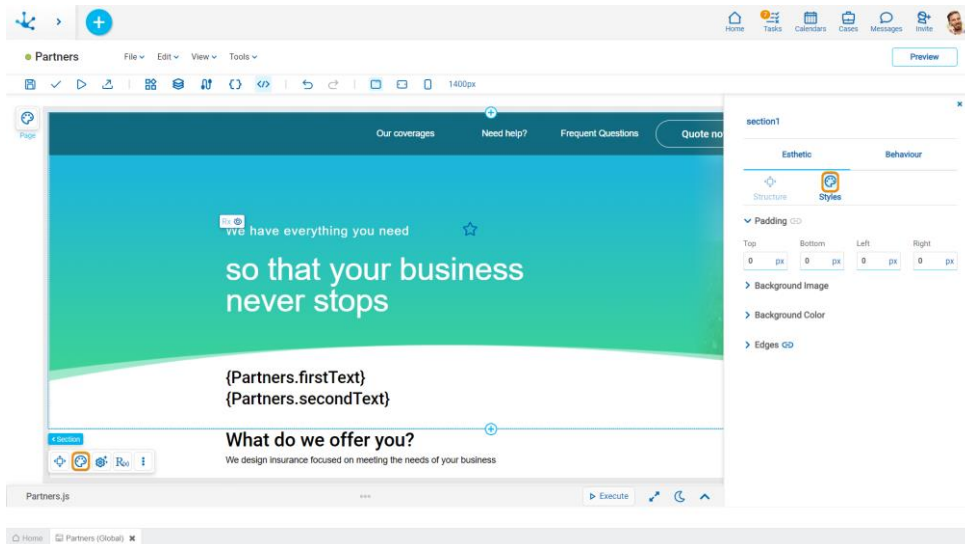 Home
2
Tasks
Calendars
Cases
Messages
Invite
Partners
File
Edit
View
Tools
Preview
1400px
Page
Our coverages
Need help?
Frequent Questions
Quote no
Rx
We have everything you need
so that your business
never stops
{Partners.firstText}
{Partners.secondText}
What do we offer you?
We design insurance focused on meeting the needs of your business
< Section
R(x)
section1
Esthetic
Behaviour
Structure
Styles
Padding
Top Bottom Left Right
0 px 0 px 0 px 0 px
Background Image
Background Color
Edges
Partners.js
Execute
Home
Partners (Global)